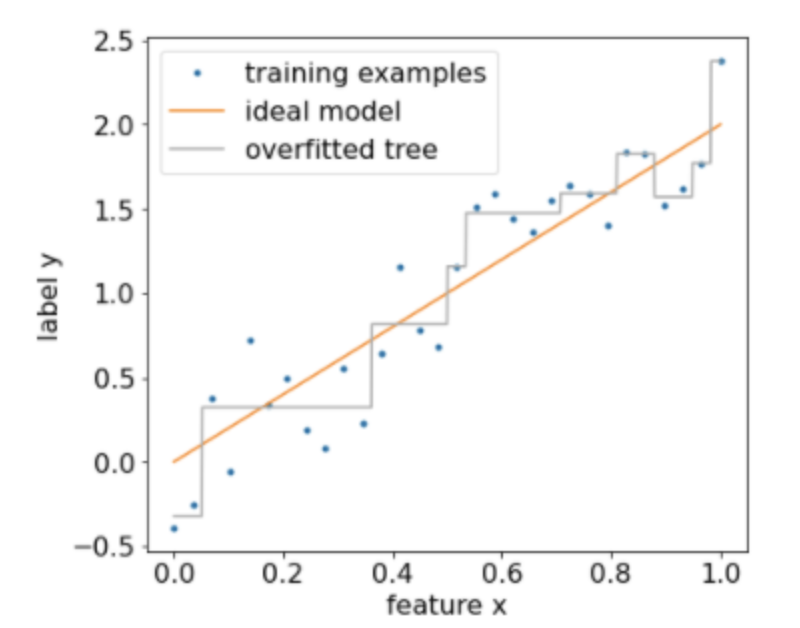 2.5
2.0
1.5
1.0
0.5
0.0
−0.5
label y
training examples
ideal model
overfitted tree
0.0 0.2 0.4 0.6 0.8 1.0
feature x